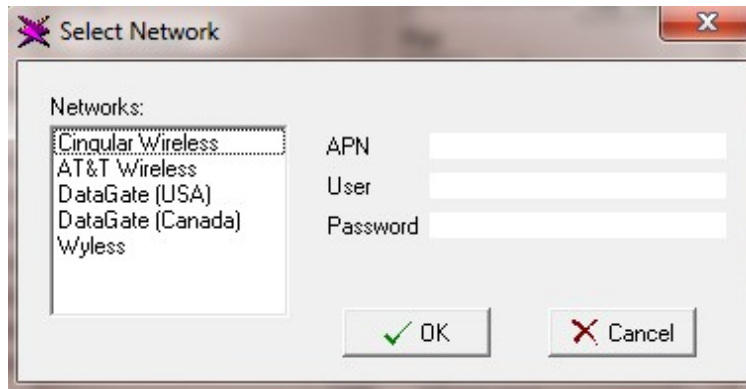 Select Network
Networks:
Cingular Wireless
AT&T Wireless
DataGate (USA)
DataGate (Canada)
Wyless
APN
User
Password
OK
Cancel